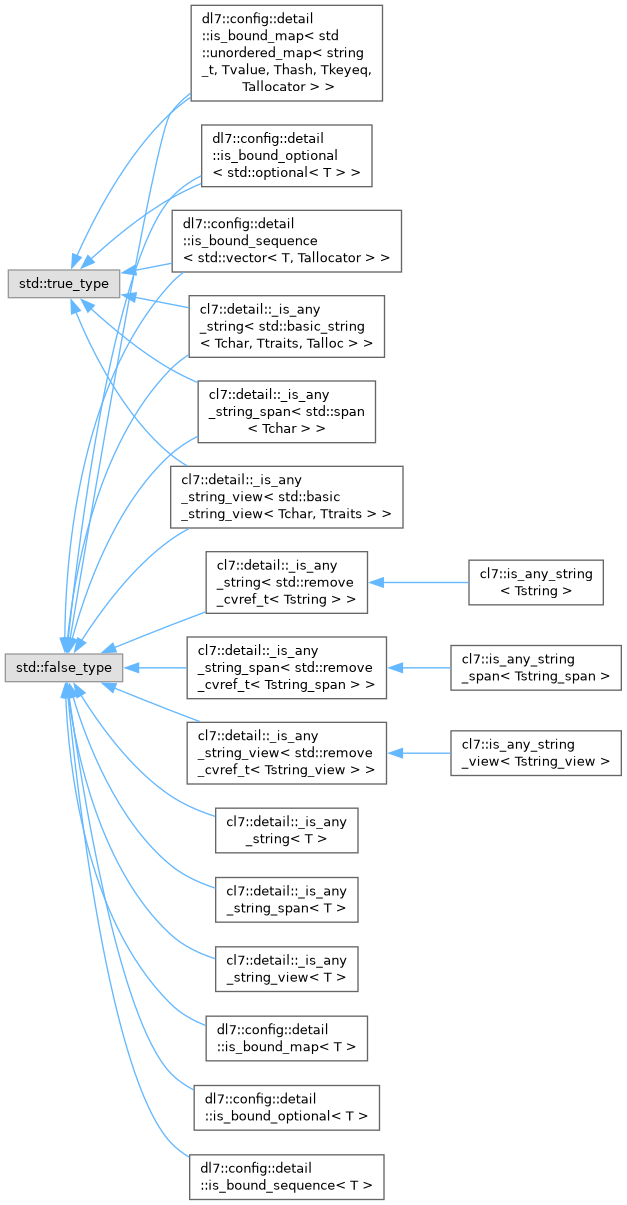 dl7::config::detail
::is_bound_map< std
::unordered_map< string
_t, Tvalue, Thash, Tkeyeq,
Tallocator > >
dl7::config::detail
::is_bound_optional
< std::optional< T > >
dl7::config::detail
::is_bound_sequence
< std::vector< T, Tallocator > >
std::true_type
cl7::detail::_is_any
_string< std::basic_string
< Tchar, Ttraits, Talloc > >
cl7::detail::_is_any
_string_span< std::span
< Tchar > >
cl7::detail::_is_any
_string_view< std::basic
_string_view< Tchar, Ttraits > >
cl7::detail::_is_any
_string< std::remove
_cvref_t< Tstring > >
cl7::is_any_string
< Tstring >
std::false_type
cl7::detail::_is_any
_string_span< std::remove
_cvref_t< Tstring_span > >
cl7::is_any_string
_span< Tstring_span >
cl7::detail::_is_any
_string_view< std::remove
_cvref_t< Tstring_view > >
cl7::is_any_string
_view< Tstring_view >
cl7::detail::_is_any
_string< T >
cl7::detail::_is_any
_string_span< T >
cl7::detail::_is_any
_string_view< T >
dl7::config::detail
::is_bound_map< T >
dl7::config::detail
::is_bound_optional< T >
dl7::config::detail
::is_bound_sequence< T >